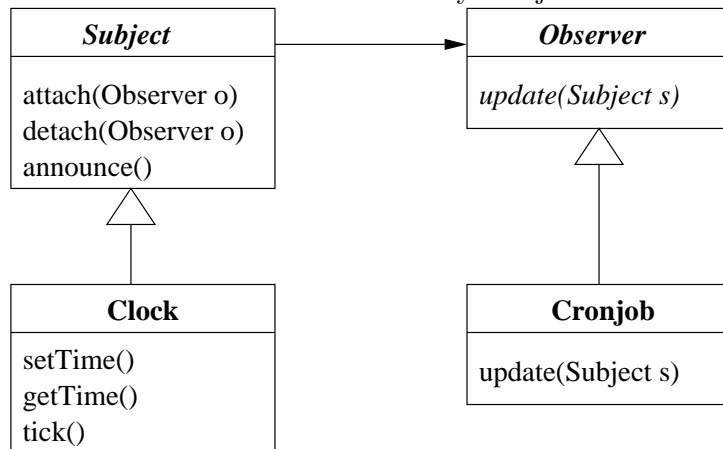 Subject
attach(Observer o)
detach(Observer o)
announce()
Observer
update(Subject s)
Clock
setTime()
getTime()
tick()
Cronjob
update(Subject s)